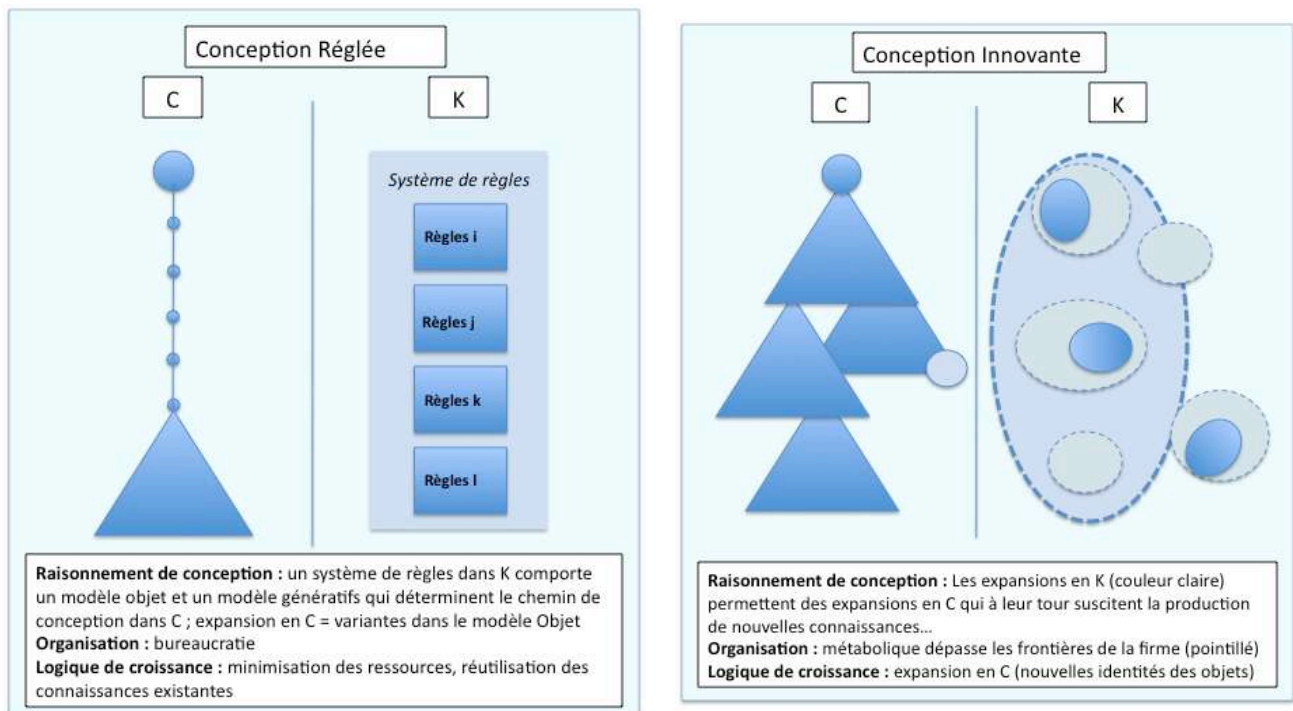 Conception Réglée
C
K
Système de règles
Règles i
Règles j
Règles k
Règles l
Raisonnement de conception : un système de règles dans K comporte
un modèle objet et un modèle génératifs qui déterminent le chemin de
conception dans C ; expansion en C = variantes dans le modèle Objet
Organisation : bureaucratie
Logique de croissance : minimisation des ressources, réutilisation des
connaissances existantes
Conception Innovante
C
K
Raisonnement de conception : Les expansions en K (couleur claire)
permettent des expansions en C qui à leur tour suscitent la production
de nouvelles connaissances…
Organisation : métabolique dépasse les frontières de la firme (pointillé)
Logique de croissance : expansion en C (nouvelles identités des objets)